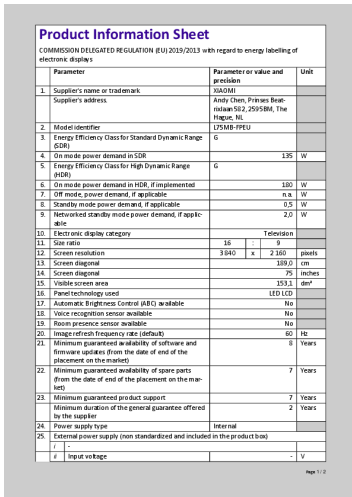 Product Information Sheet
COMMISSION DELEGATED REGULATION (EU) 2019/2013 with regard to energy labelling of
electronic displays
Parameter Parameter or value and Unit
precision
1. Supplier's name or trademark XIAOMI
Supplier's address. Andy Chen, Prinses Beat-
rixlaan 582, 2595BM, The
Hague, NL
2. Model identifier L75MB-FPEU
3. Energy Efficiency Class for Standard Dynamic Range G
(SDR)
4. On mode power demand in SDR 135 W
5. Energy Efficiency Class for High Dynamic Range G
(HDR)
6. On mode power demand in HDR, if implemented 180 W
7. Off mode, power demand, if applicable n.a. W
8. Standby mode power demand, if applicable 0,5 W
9. Networked standby mode power demand, if applic- 2,0 W
able
10. Electronic display category Television
11. Size ratio 16 : 9
12. Screen resolution 3 840 x 2 160 pixels
13. Screen diagonal 189,0 cm
14. Screen diagonal 75 inches
15. Visible screen area 153,1 dm²
16. Panel technology used LED LCD
17. Automatic Brightness Control (ABC) available No
18. Voice recognition sensor available No
19. Room presence sensor available No
20. Image refresh frequency rate (default) 60 Hz
21. Minimum guaranteed availability of software and 8 Years
firmware updates (from the date of end of the
placement on the market)
22. Minimum guaranteed availability of spare parts 7 Years
(from the date of end of the placement on the mar-
ket)
23. Minimum guaranteed product support 7 Years
Minimum duration of the general guarantee offered 2 Years
by the supplier
24. Power supply type Internal
25. External power supply (non standardized and included in the product box)
i -
ii Input voltage - V
Page 1 / 2